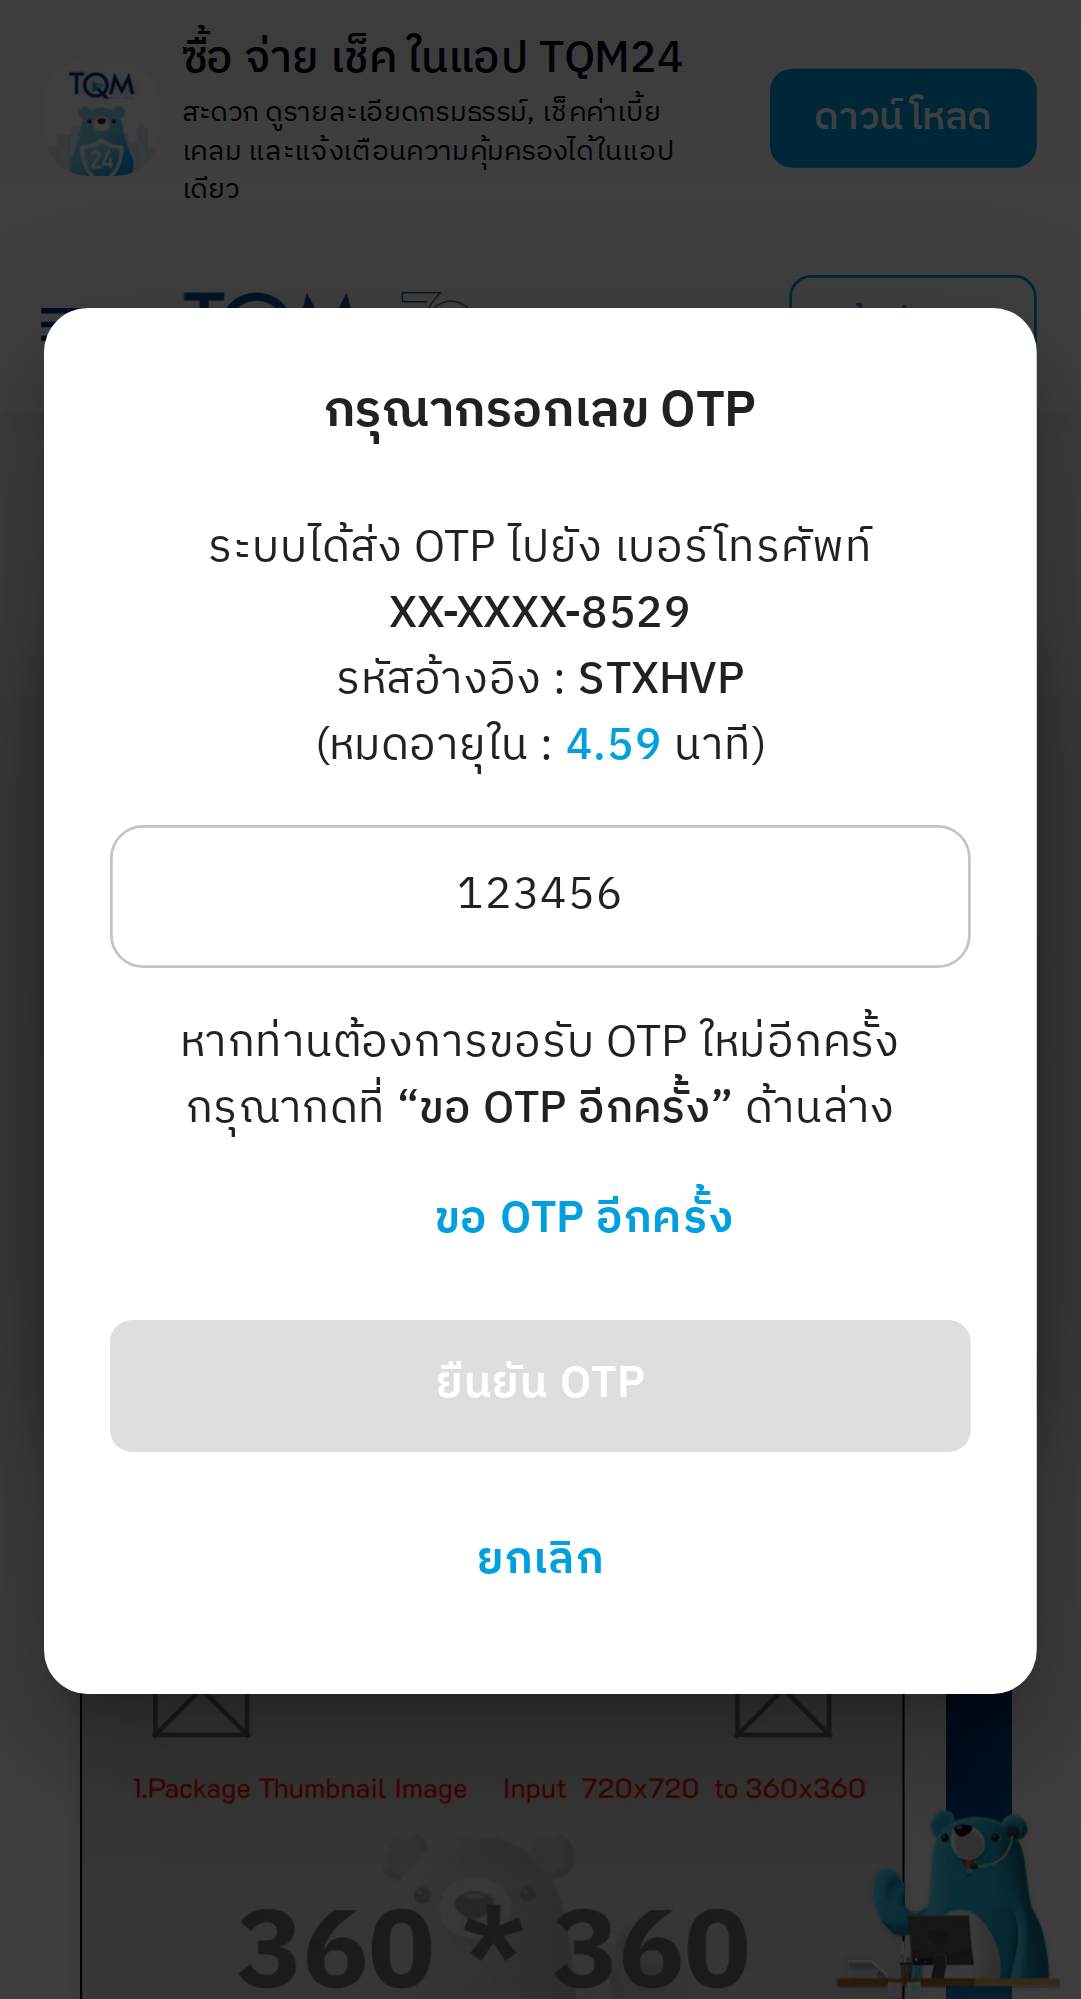 ซื้อ จ่าย เช็ค ในแอป TQM24
สะดวก ดูรายละเอียดกรมธรรม์, เช็คค่าเบี้ย
เคลม และแจ้งเตือนความคุ้มครองได้ในแอป
เดียว
TQM
24
ดาวน์โหลด
TQM
กรุณากรอกเลข OTP
ระบบได้ส่ง OTP ไปยัง เบอร์โทรศัพท์
XX-XXXX-8529
รหัสอ้างอิง : STXHVP
(หมดอายุใน : 4.59 นาที)
123456
หากท่านต้องการขอรับ OTP ใหม่อีกครั้ง
กรุณากดที่ “ขอ OTP อีกครั้ง” ด้านล่าง
ขอ OTP อีกครั้ง
ยืนยัน OTP
ยกเลิก
1.Package Thumbnail Image Input 720x720 to 360x360
360 * 360